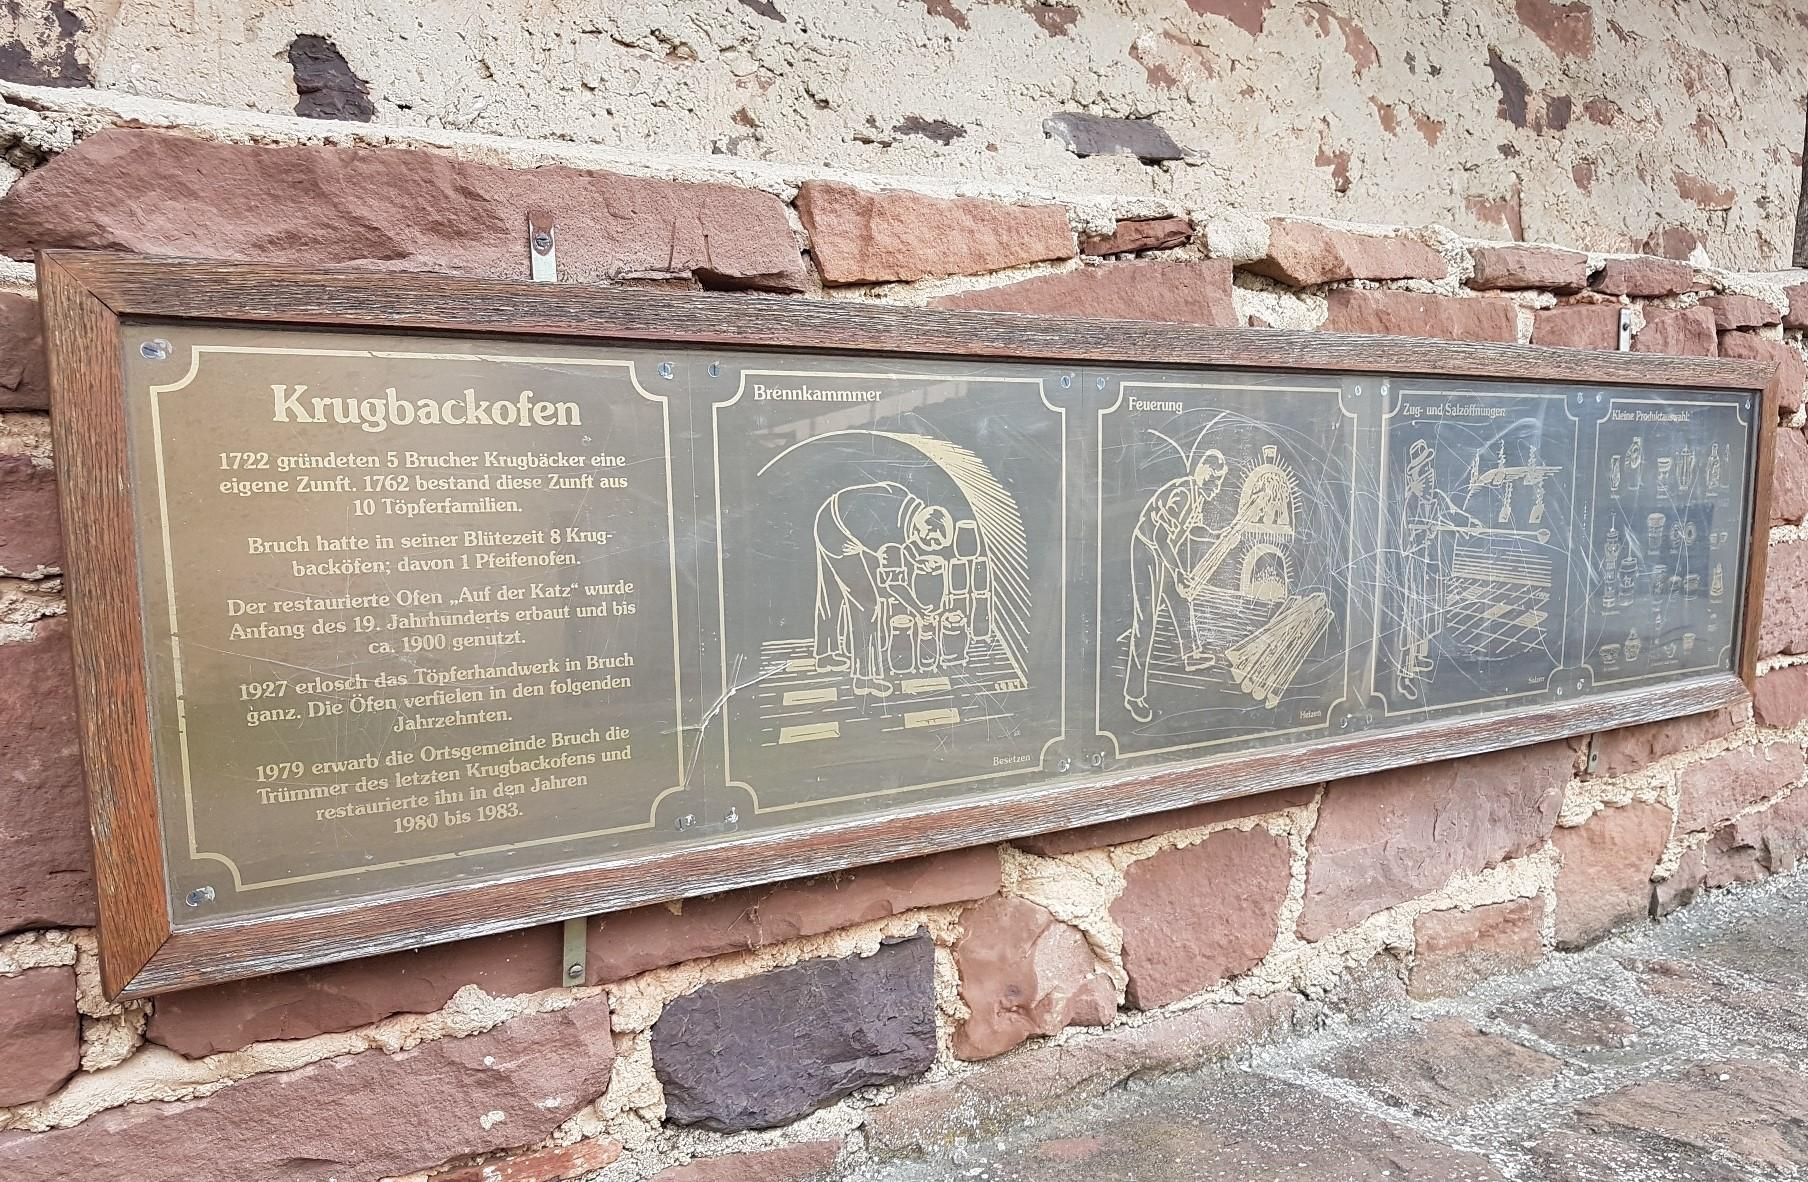 Krugbackofen
1722 gründeten 5 Brucher Krugbäcker eine
eigene Zunft. 1762 bestand diese Zunft aus
10 Töpferfamilien.
Bruch hatte in seiner Blütezeit 8 Krug-
backöfen; davon 1 Pfeifenofen.
Der restaurierte Ofen „Auf der Katz“ wurde
Anfang des 19. Jahrhunderts erbaut und bis
ca. 1900 genutzt.
1927 erlosch das Töpferhandwerk in Bruch
ganz. Die Öfen verfielen in den folgenden
Jahrzehnten.
1979 erwarb die Ortsgemeinde Bruch die
Trümmer des letzten Krugbackofens und
restaurierte ihn in den Jahren
1980 bis 1983.
Brennkammmer
Besetzen
Feuerung
Heizen
Zug- und Salzöffnungen
Salzen
Kleine Produktauswahl: